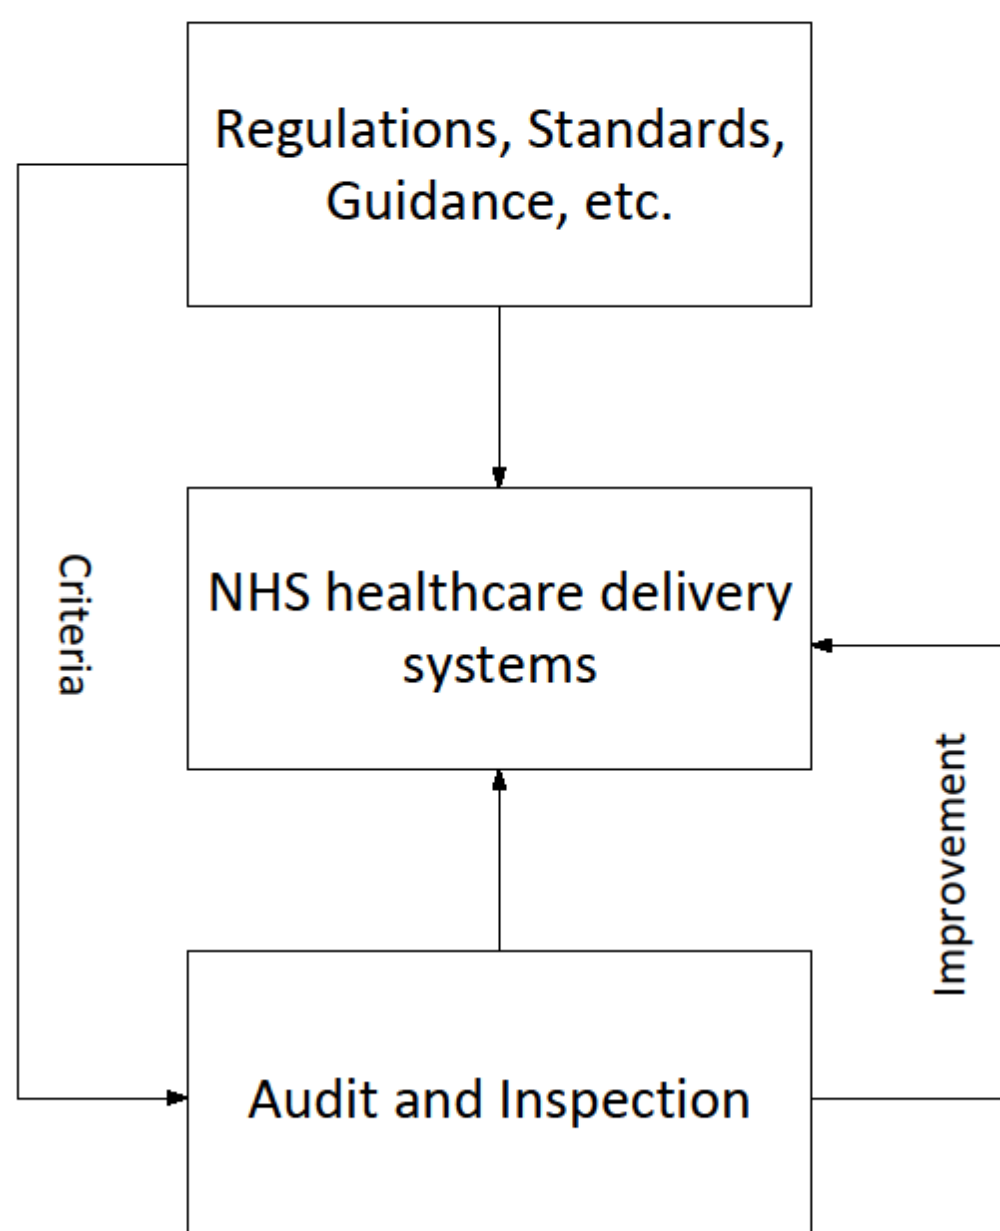 Regulations, Standards,
Guidance, etc.
Criteria
NHS healthcare delivery
systems
Improvement
Audit and Inspection